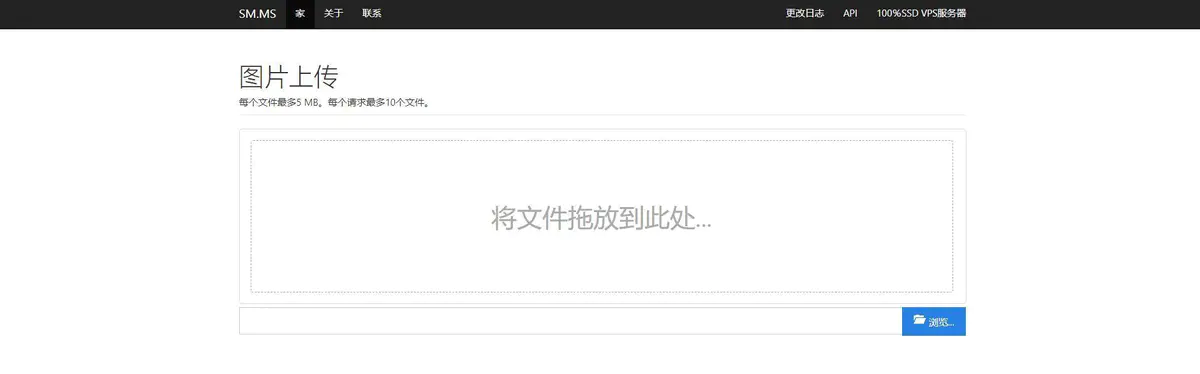 SM.MS 家 关于 联系 更改日志 API 100%SSD VPS服务器
图片上传
每个文件最多5 MB。每个请求最多10个文件。
将文件拖放到此处...
浏览...